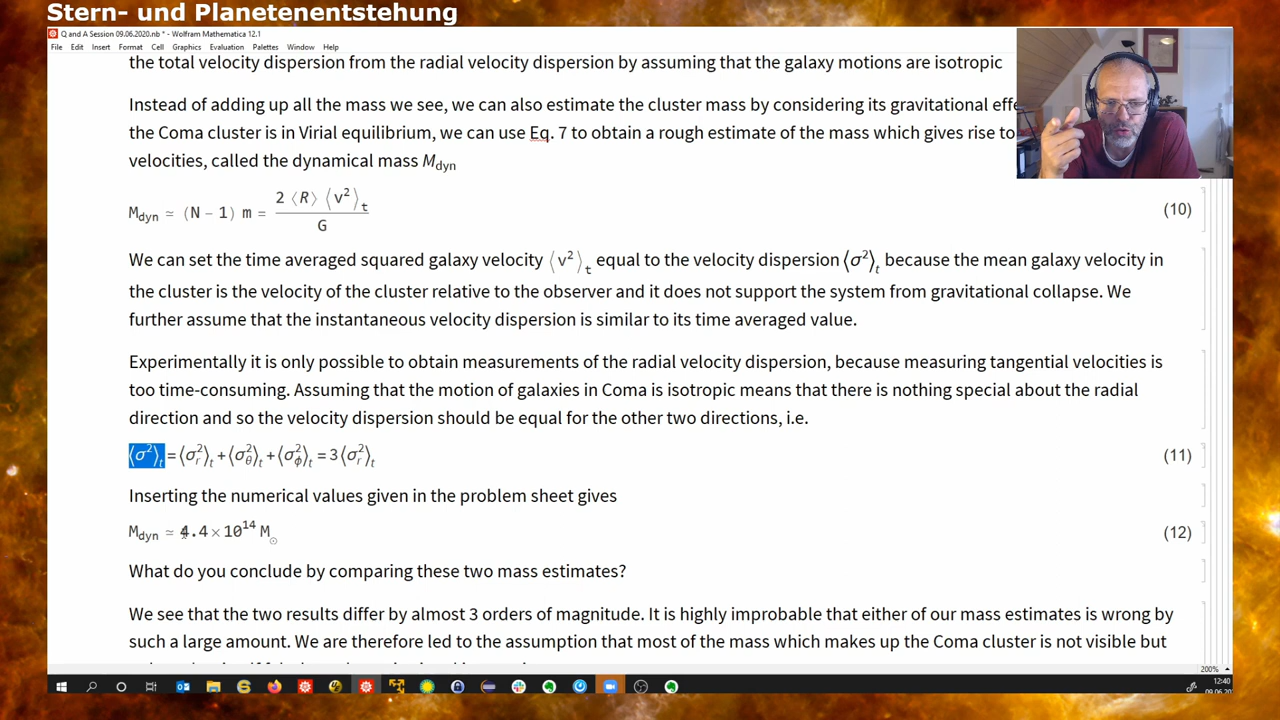 Stern- und Planetenentstehung
Q and A Session 09.06.2020.nb * - Wolfram Mathematica 12.1
File Edit Insert Format Cell Graphics Evaluation Palettes Window Help
the total velocity dispersion from the radial velocity dispersion by assuming that the galaxy motions are isotropic
Instead of adding up all the mass we see, we can also estimate the cluster mass by considering its gravitational effe
the Coma cluster is in Virial equilibrium, we can use Eq. 7 to obtain a rough estimate of the mass which gives rise to
velocities, called the dynamical mass M_dyn
M_dyn ≃ (N - 1) m = 2 ⟨R⟩ ⟨v²⟩_t / G (10)
We can set the time averaged squared galaxy velocity ⟨v²⟩_t equal to the velocity dispersion ⟨σ²⟩_t because the mean galaxy velocity in
the cluster is the velocity of the cluster relative to the observer and it does not support the system from gravitational collapse. We
further assume that the instantaneous velocity dispersion is similar to its time averaged value.
Experimentally it is only possible to obtain measurements of the radial velocity dispersion, because measuring tangential velocities is
too time-consuming. Assuming that the motion of galaxies in Coma is isotropic means that there is nothing special about the radial
direction and so the velocity dispersion should be equal for the other two directions, i.e.
⟨σ²⟩_t = ⟨σ_r²⟩_t + ⟨σ_θ²⟩_t + ⟨σ_ϕ²⟩_t = 3 ⟨σ_r²⟩_t (11)
Inserting the numerical values given in the problem sheet gives
M_dyn ≃ 4.4 × 10¹⁴ M_⊙ (12)
What do you conclude by comparing these two mass estimates?
We see that the two results differ by almost 3 orders of magnitude. It is highly improbable that either of our mass estimates is wrong by
such a large amount. We are therefore led to the assumption that most of the mass which makes up the Coma cluster is not visible but
200%
12:40